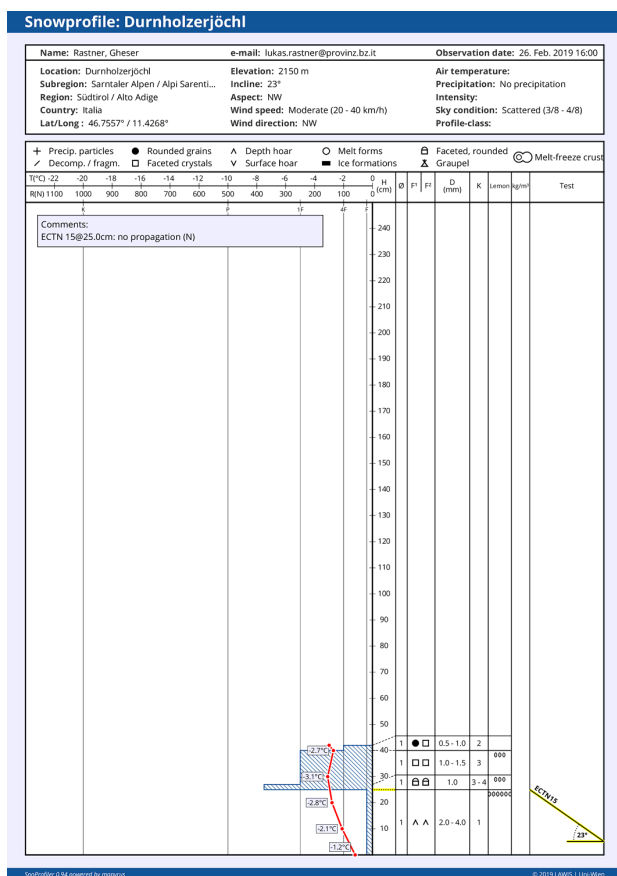 Snowprofile: Durnholzerjöchl
Name: Rastner, Gheser e-mail: lukas.rastner@provinz.bz.it Observation date: 26. Feb. 2019 16:00
Location: Durnholzerjöchl Elevation: 2150 m Air temperature:
Subregion: Sarntaler Alpen / Alpi Sarenti... Incline: 23° Precipitation: No precipitation
Region: Südtirol / Alto Adige Aspect: NW Intensity:
Country: Italia Wind speed: Moderate (20 - 40 km/h) Sky condition: Scattered (3/8 - 4/8)
Lat/Long : 46.7557° / 11.4268° Wind direction: NW Profile-class:
+ Precip. particles ● Rounded grains ∧ Depth hoar ○ Melt forms Faceted, rounded Melt-freeze crust
/ Decomp. / fragm. □ Faceted crystals ∨ Surface hoar ▬ Ice formations Graupel
T(°C) -22 -20 -18 -16 -14 -12 -10 -8 -6 -4 -2 0 H (cm) Ø F¹ F² D (mm) K Lemon kg/m³ Test
R(N) 1100 1000 900 800 700 600 500 400 300 200 100 0
K P 1F 4F F
Comments:
ECTN 15@25.0cm: no propagation (N)
240
230
220
210
200
190
180
170
160
150
140
130
120
110
100
90
80
70
60
50
1 ● □ 0.5 - 1.0 2
-2.7°C 40
1 □ □ 1.0 - 1.5 3 000
-3.1°C 30
1 1.0 3 - 4 000
000000
ECTN15
-2.8°C 20
1 ∧ ∧ 2.0 - 4.0 1
-2.1°C 10
23°
-1.2°C
SnoProfiler 0.94 powered by manyrus © 2019 LAWIS | Uni-Wien